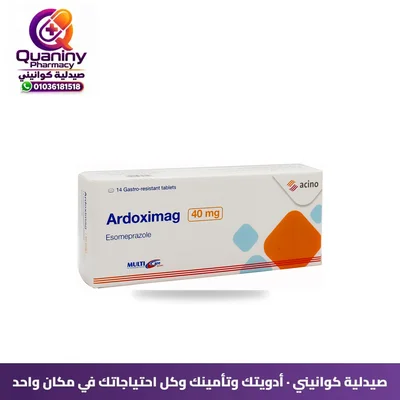 Quaniny
Pharmacy
صيدلية كوانيني
01036181518
14 Gastro-resistant tablets
acino
Ardoximag 40 mg
Esomeprazole
MULTI
صيدلية كوانيني · أدويتك وتأمينك وكل احتياجاتك في مكان واحد